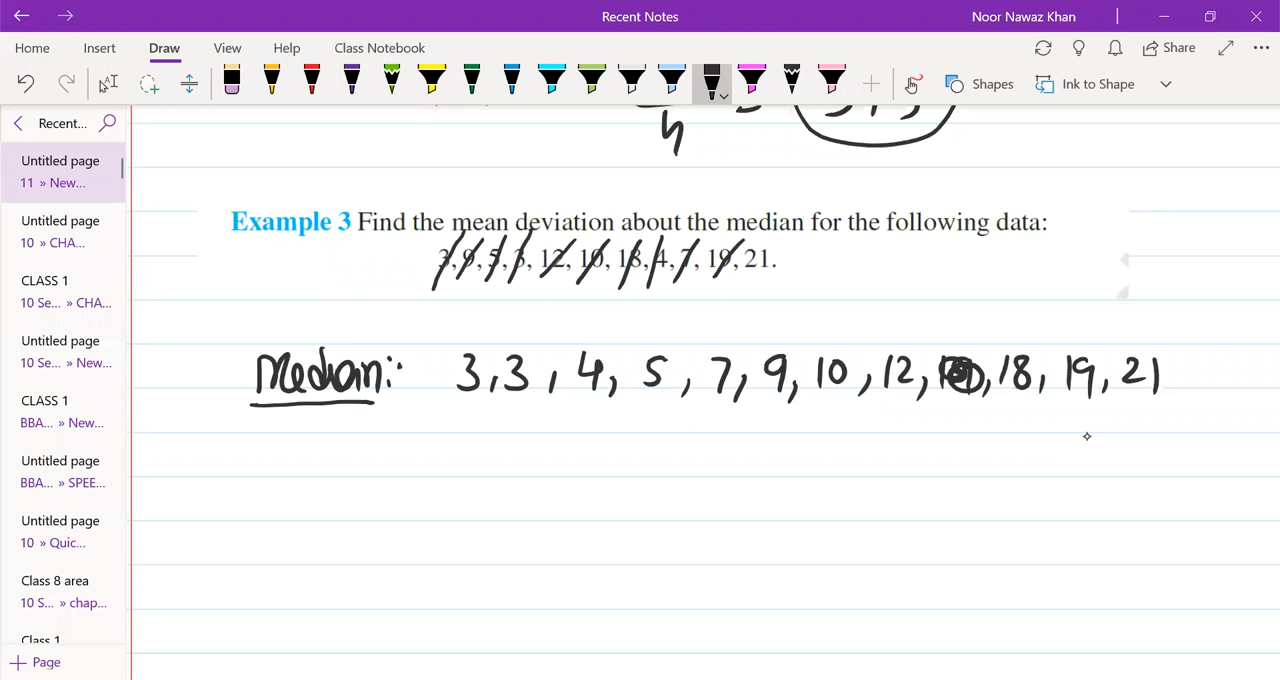 Recent Notes
Noor Nawaz Khan
Home Insert Draw View Help Class Notebook Share
Shapes Ink to Shape
Recent...
Untitled page
11 » New...
Untitled page
10 » CHA...
CLASS 1
10 Se... » CHA...
Untitled page
10 Se... » New...
CLASS 1
BBA... » New...
Untitled page
BBA... » SPEE...
Untitled page
10 » Quic...
Class 8 area
10 S... » chap...
Class 1
Page
4
Example 3 Find the mean deviation about the median for the following data:
3, 9, 5, 3, 12, 10, 18, 4, 7, 19, 21.
Median:- 3, 3, 4, 5, 7, 9, 10, 12, 18, 19, 21